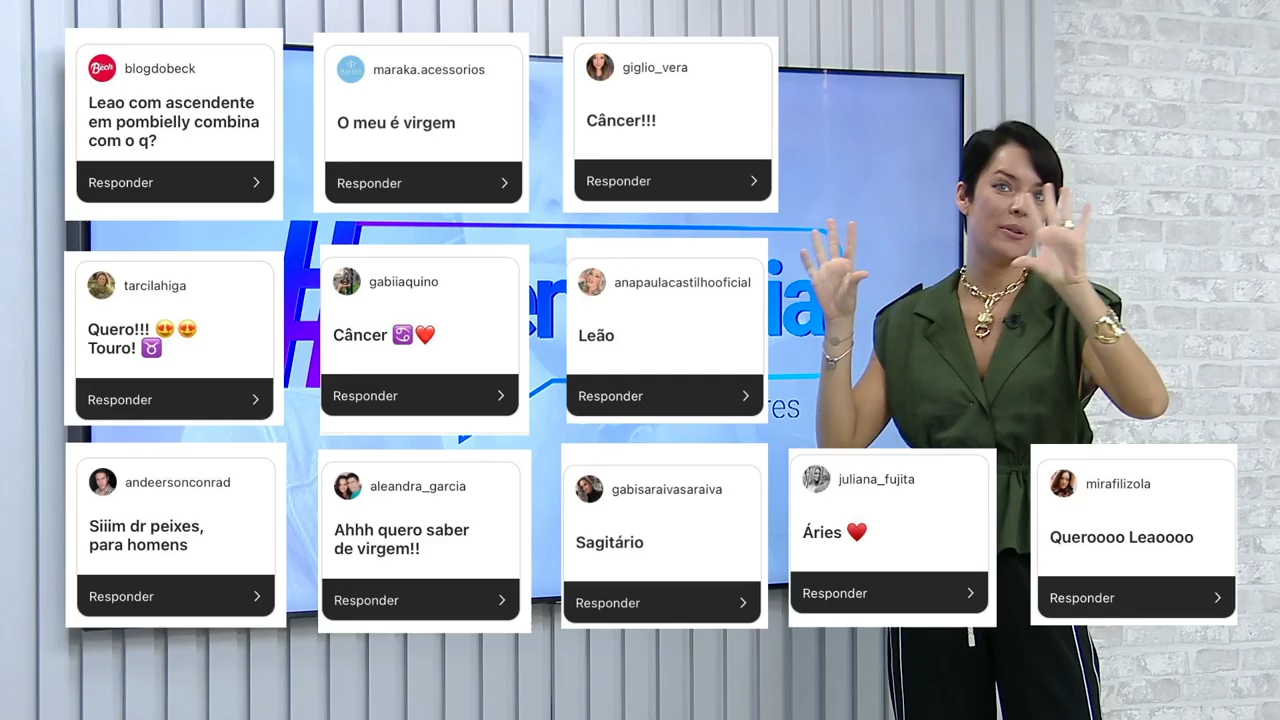 Bech
blogdobeck
Leao com ascendente
em pombielly combina
com o q?
Responder
maraka.acessorios
O meu é virgem
Responder
giglio_vera
Câncer!!!
Responder
tarcilahiga
Quero!!! 😍😍
Touro! ♉
Responder
gabiiaquino
Câncer ♋❤️
Responder
anapaulacastilhooficial
Leão
Responder
#
res
andeersonconrad
Siiim dr peixes,
para homens
Responder
aleandra_garcia
Ahhh quero saber
de virgem!!
Responder
gabisaraivasaraiva
Sagitário
Responder
juliana_fujita
Áries ❤️
Responder
mirafilizola
Queroooo Leaoooo
Responder